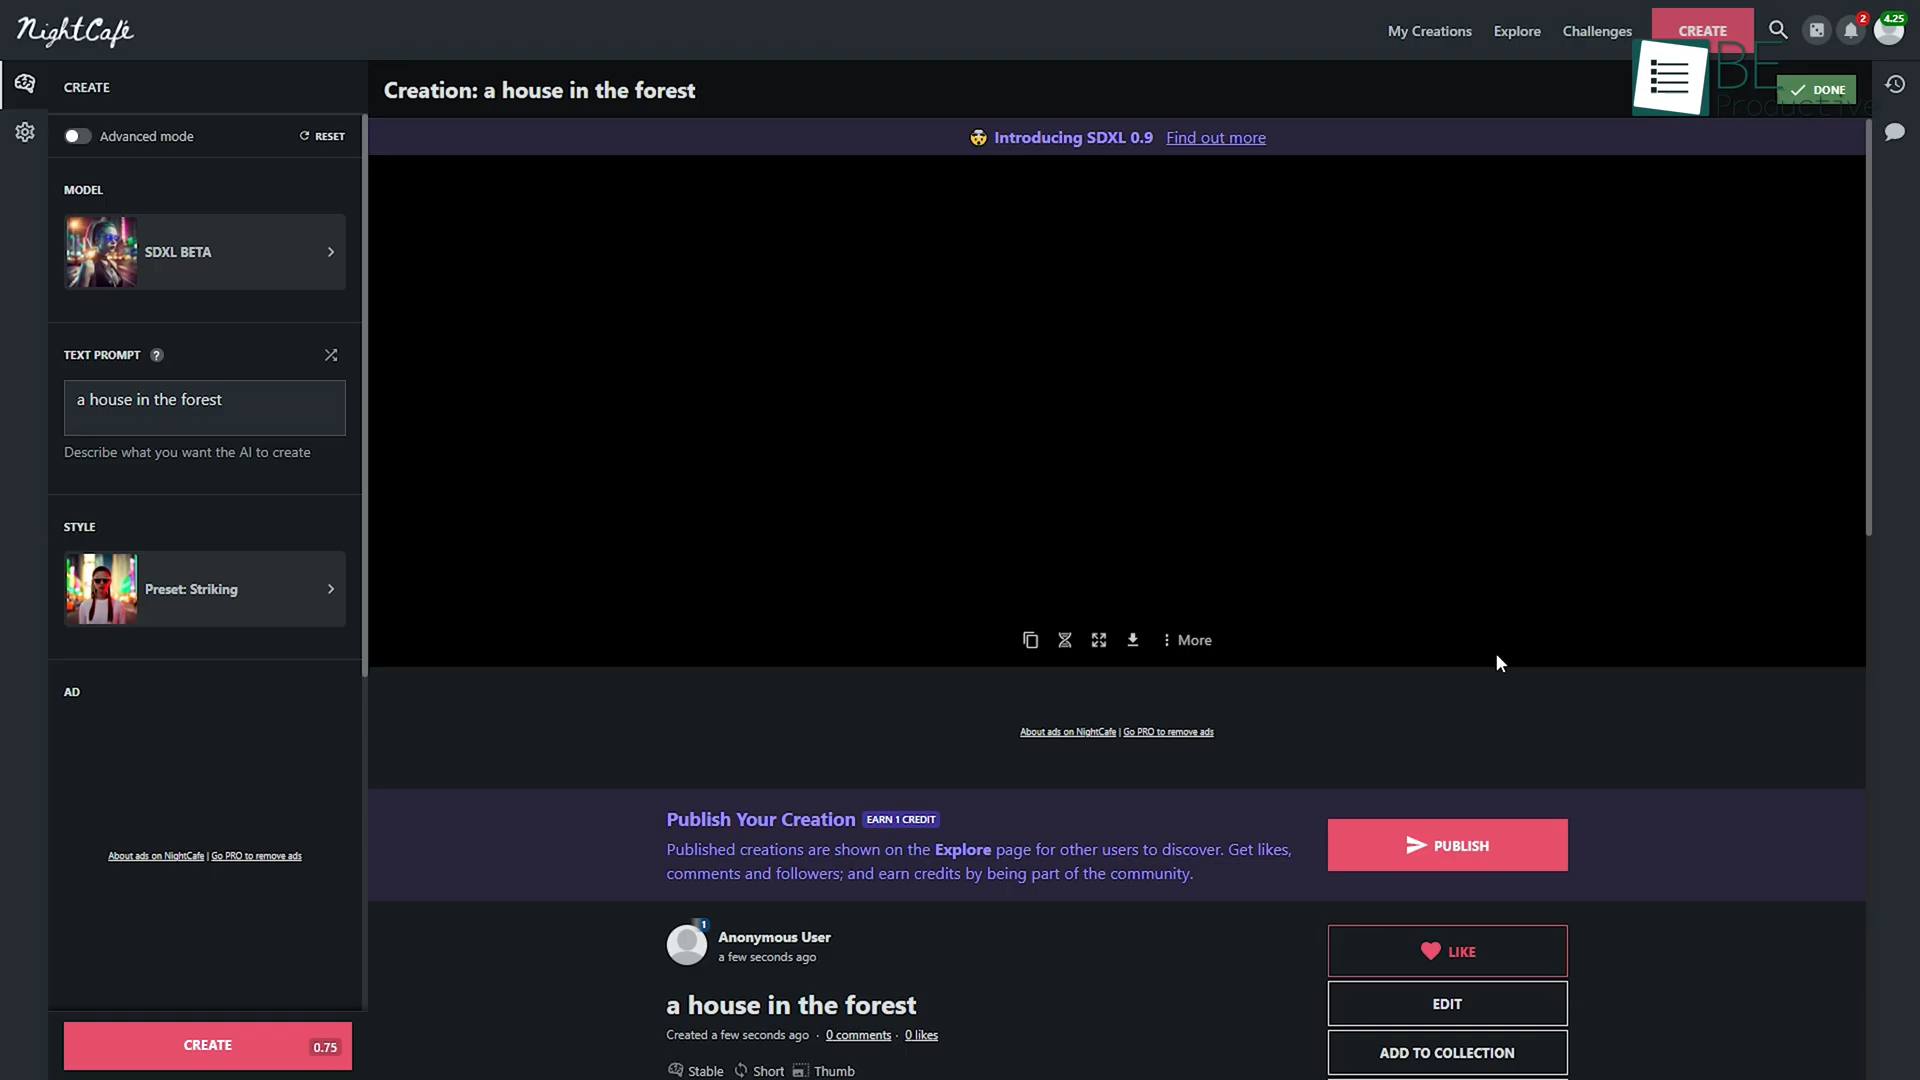 NightCafé
My Creations
Explore
Challenges
CREATE
2
4.25
CREATE
Creation: a house in the forest
BE
Productive
DONE
Advanced mode
RESET
Introducing SDXL 0.9 Find out more
MODEL
SDXL BETA
TEXT PROMPT ?
a house in the forest
Describe what you want the AI to create
STYLE
Preset: Striking
More
AD
About ads on NightCafe | Go PRO to remove ads
About ads on NightCafe | Go PRO to remove ads
Publish Your Creation EARN 1 CREDIT
Published creations are shown on the Explore page for other users to discover. Get likes,
comments and followers; and earn credits by being part of the community.
PUBLISH
1
Anonymous User
a few seconds ago
LIKE
a house in the forest
EDIT
Created a few seconds ago · 0 comments · 0 likes
ADD TO COLLECTION
Stable Short Thumb
CREATE 0.75